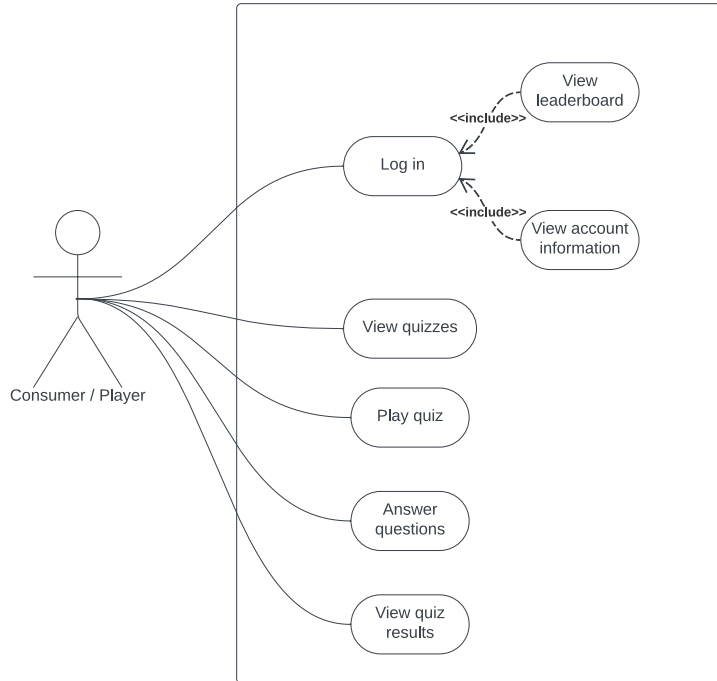 View
leaderboard
<<include>>
Log in
<<include>>
View account
information
View quizzes
Consumer / Player
Play quiz
Answer
questions
View quiz
results